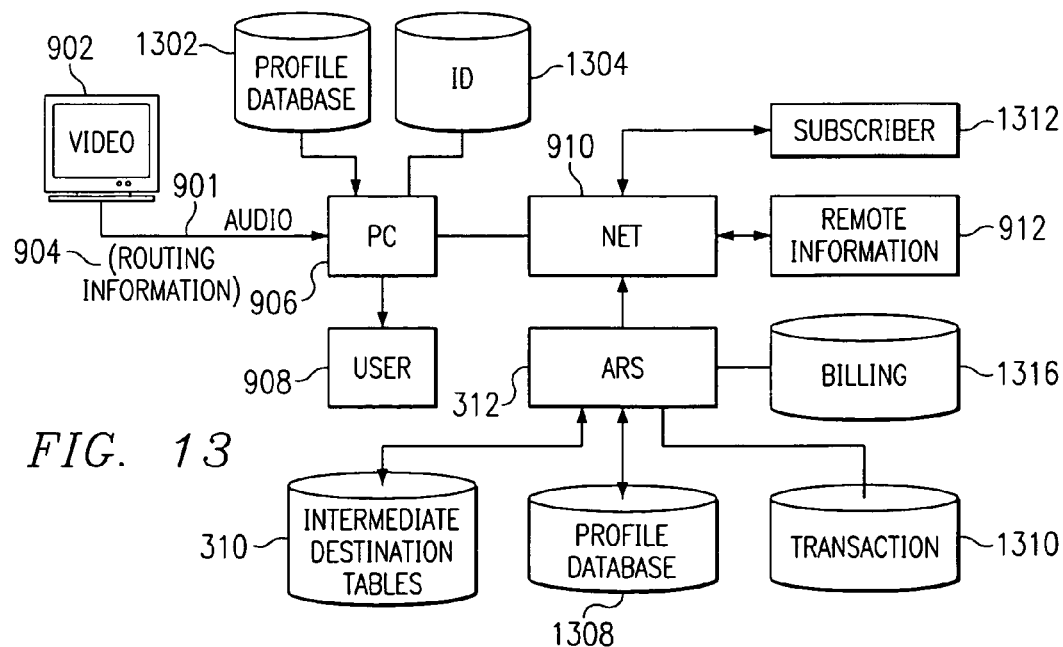 1302
902
PROFILE
DATABASE
ID
1304
VIDEO
910
SUBSCRIBER
1312
901
AUDIO
PC
NET
REMOTE
INFORMATION
912
904
(ROUTING
INFORMATION)
906
USER
908
ARS
312
BILLING
1316
FIG. 13
310
INTERMEDIATE
DESTINATION
TABLES
PROFILE
DATABASE
1308
TRANSACTION
1310